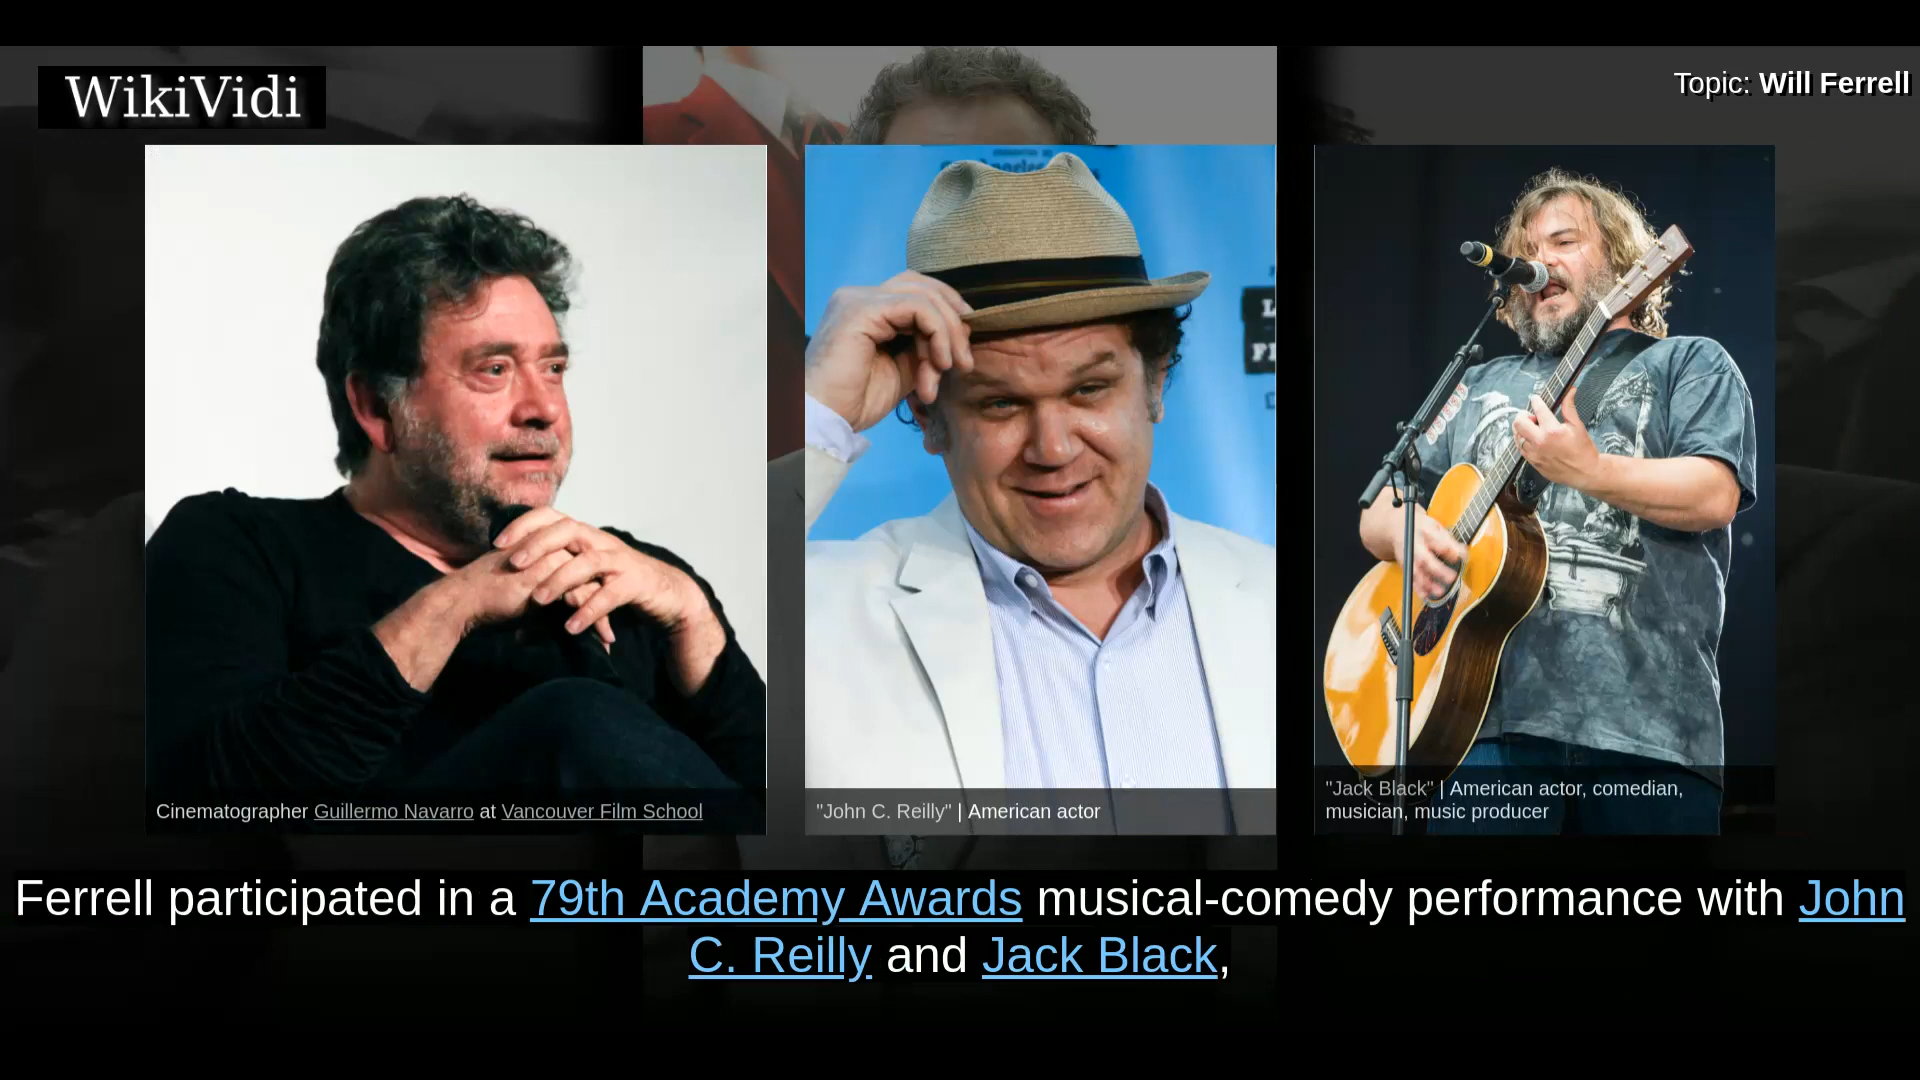 WikiVidi
Topic: Will Ferrell
Cinematographer Guillermo Navarro at Vancouver Film School
"John C. Reilly" | American actor
"Jack Black" | American actor, comedian,
musician, music producer
Ferrell participated in a 79th Academy Awards musical-comedy performance with John
C. Reilly and Jack Black,